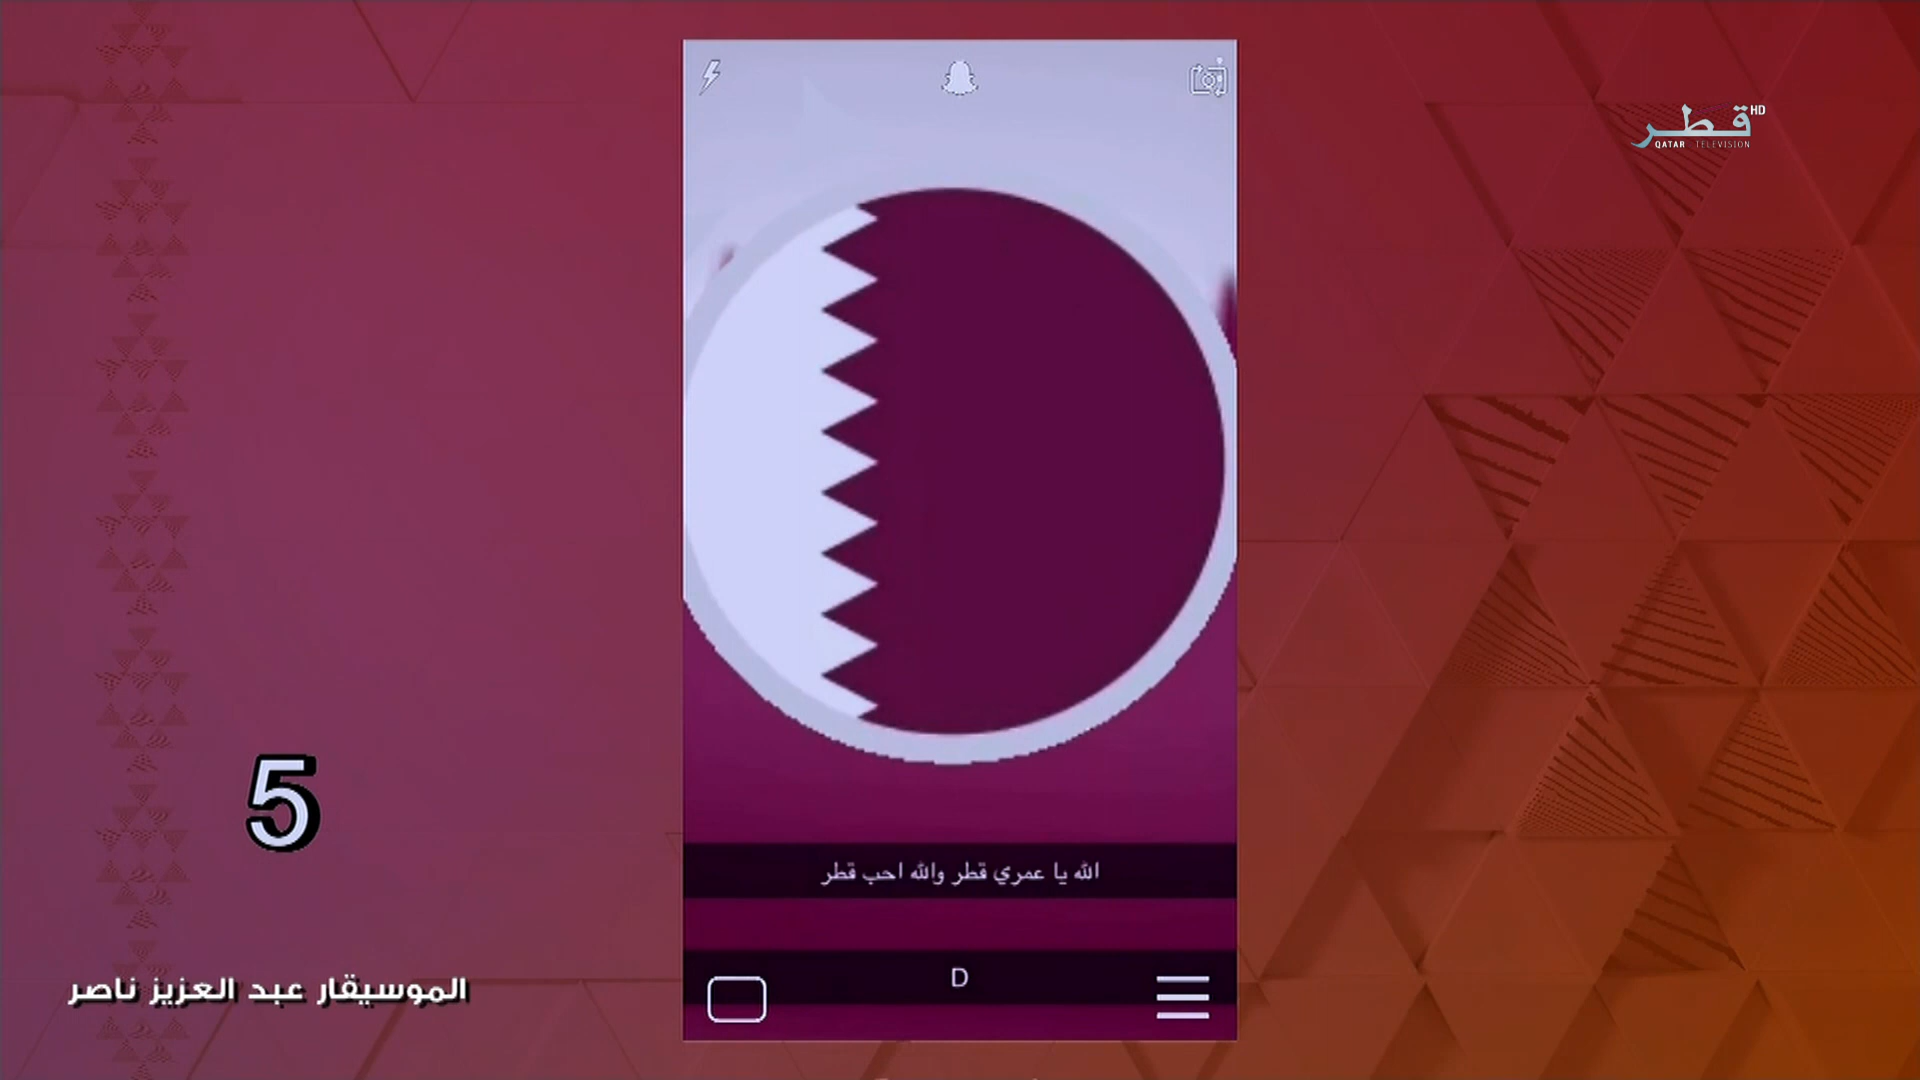 قطر HD
QATAR TELEVISION
5
الله يا عمري قطر والله احب قطر
D
الموسيقار عبد العزيز ناصر